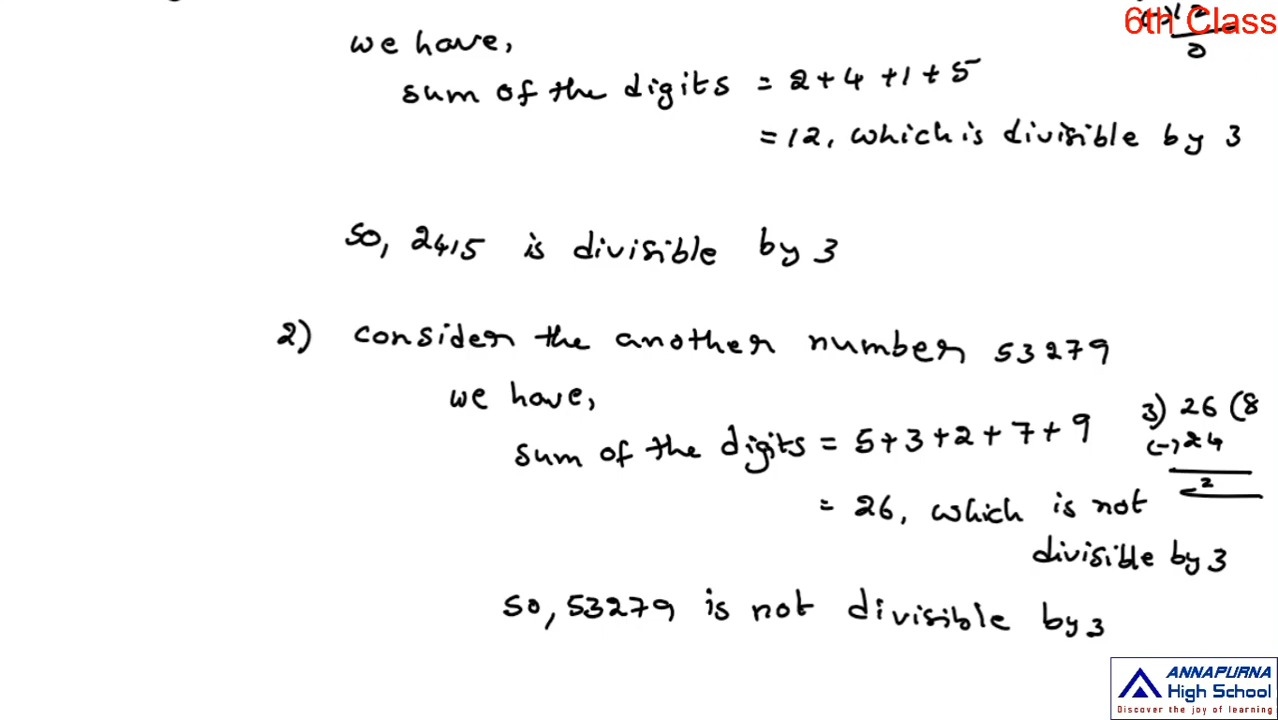 6th Class
(-)12
0
we have,
sum of the digits = 2+4+1+5
=12, which is divisible by 3
So, 2415 is divisible by 3
2) consider the another number 53279
we have,
sum of the digits = 5+3+2+7+9
= 26, which is not
divisible by 3
3) 26 (8
(-) 24
2
So, 53279 is not divisible by 3
ANNAPURNA
High School
Discover the joy of learning